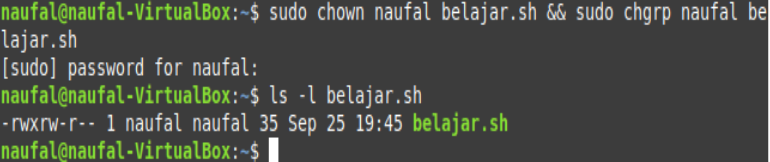 naufal@naufal-VirtualBox:~$ sudo chown naufal belajar.sh && sudo chgrp naufal be
lajar.sh
[sudo] password for naufal:
naufal@naufal-VirtualBox:~$ ls -l belajar.sh
-rwxrw-r-- 1 naufal naufal 35 Sep 25 19:45 belajar.sh
naufal@naufal-VirtualBox:~$